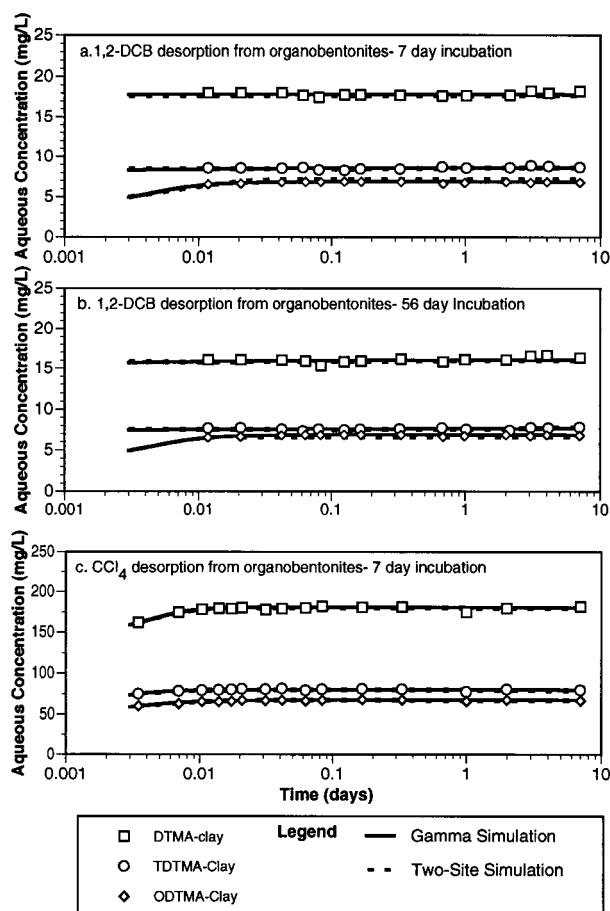 a.1,2-DCB desorption from organobentonites- 7 day incubation
Aqueous Concentration (mg/L)
25
20
15
10
5
0
0.001
0.01
0.1
1
10
b. 1,2-DCB desorption from organobentonites- 56 day Incubation
Aqueous Concentration (mg/L)
25
20
15
10
5
0
0.001
0.01
0.1
1
10
c. CCl4 desorption from organobentonites- 7 day incubation
Aqueous Concentration (mg/L)
250
200
150
100
50
0
0.001
0.01
0.1
1
10
Time (days)
Legend
DTMA-clay
TDTMA-Clay
ODTMA-Clay
Gamma Simulation
Two-Site Simulation